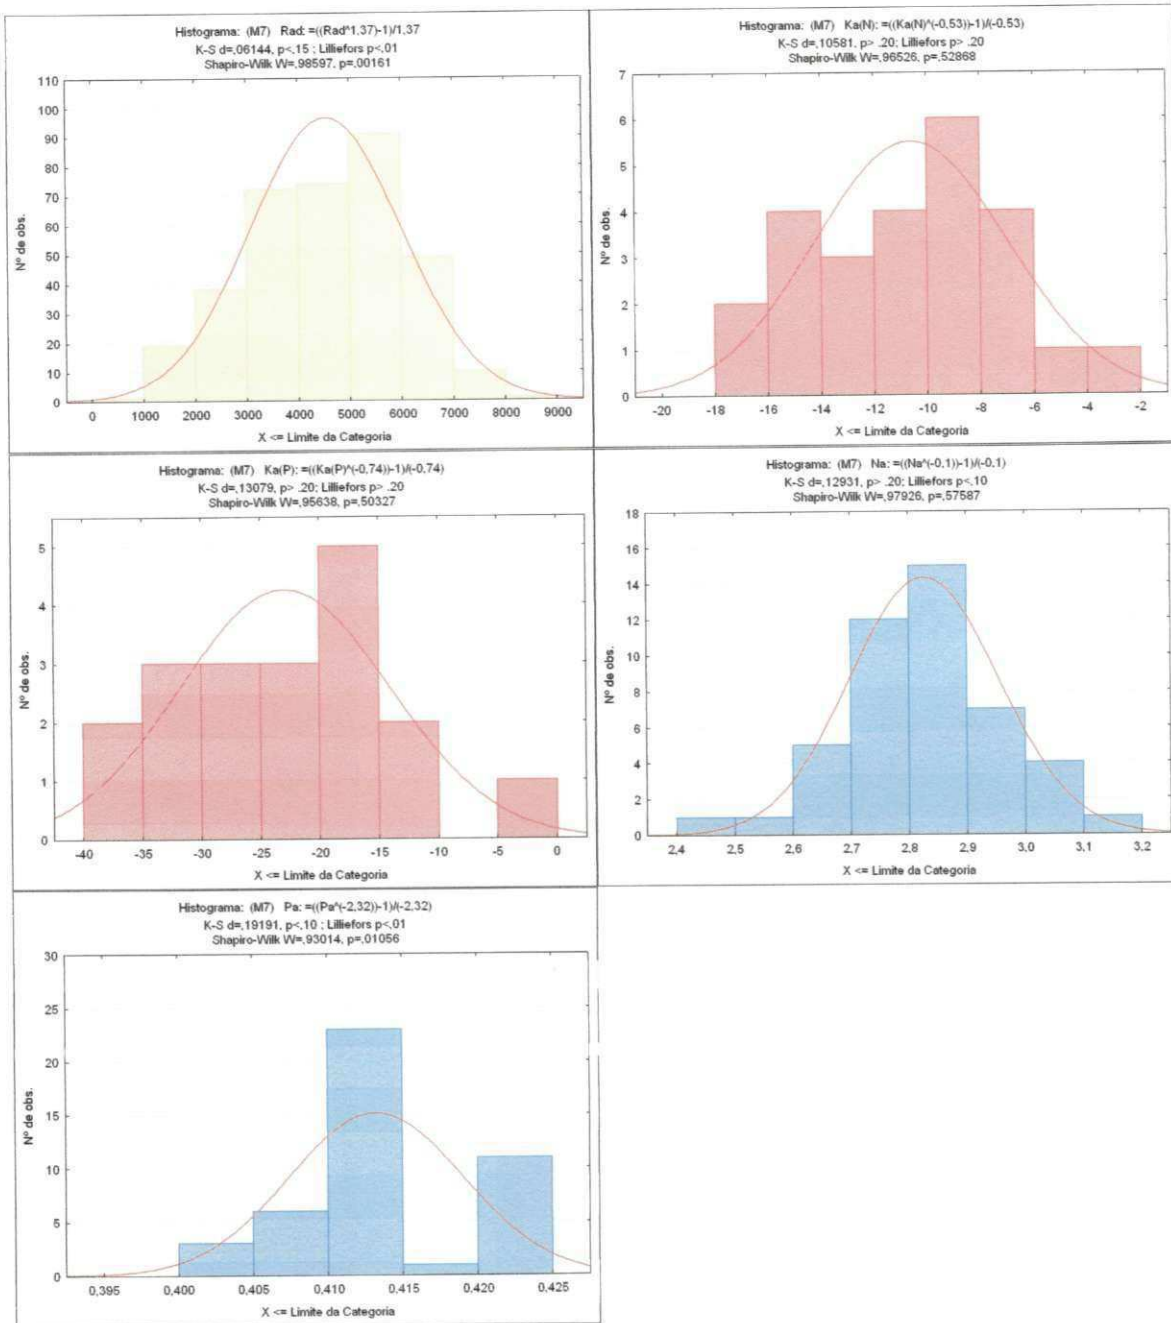 Histograma: (M7) Rad: =((Rad^1,37)-1)/1,37
K-S d=,06144, p<,15 ; Lilliefors p<,01
Shapiro-Wilk W=,98597, p=,00161
110
100
90
80
70
60
50
40
30
20
10
0
Nº de obs.
0 1000 2000 3000 4000 5000 6000 7000 8000 9000
X <= Limite da Categoria
Histograma: (M7) Ka(N): =((Ka(N)^(-0,53))-1)/(-0,53)
K-S d=,10581, p> .20; Lilliefors p> .20
Shapiro-Wilk W=,96526, p=,52868
7
6
5
4
3
2
1
0
Nº de obs.
-20 -18 -16 -14 -12 -10 -8 -6 -4 -2
X <= Limite da Categoria
Histograma: (M7) Ka(P): =((Ka(P)^(-0,74))-1)/(-0,74)
K-S d=,13079, p> .20; Lilliefors p> .20
Shapiro-Wilk W=,95638, p=,50327
5
4
3
2
1
0
Nº de obs.
-40 -35 -30 -25 -20 -15 -10 -5 0
X <= Limite da Categoria
Histograma: (M7) Na: =((Na^(-0,1))-1)/(-0,1)
K-S d=,12931, p> .20; Lilliefors p<,10
Shapiro-Wilk W=,97926, p=,57587
18
16
14
12
10
8
6
4
2
0
Nº de obs.
2,4 2,5 2,6 2,7 2,8 2,9 3,0 3,1 3,2
X <= Limite da Categoria
Histograma: (M7) Pa: =((Pa^(-2,32))-1)/(-2,32)
K-S d=,19191, p<,10 ; Lilliefors p<,01
Shapiro-Wilk W=,93014, p=,01056
30
25
20
15
10
5
0
Nº de obs.
0,395 0,400 0,405 0,410 0,415 0,420 0,425
X <= Limite da Categoria